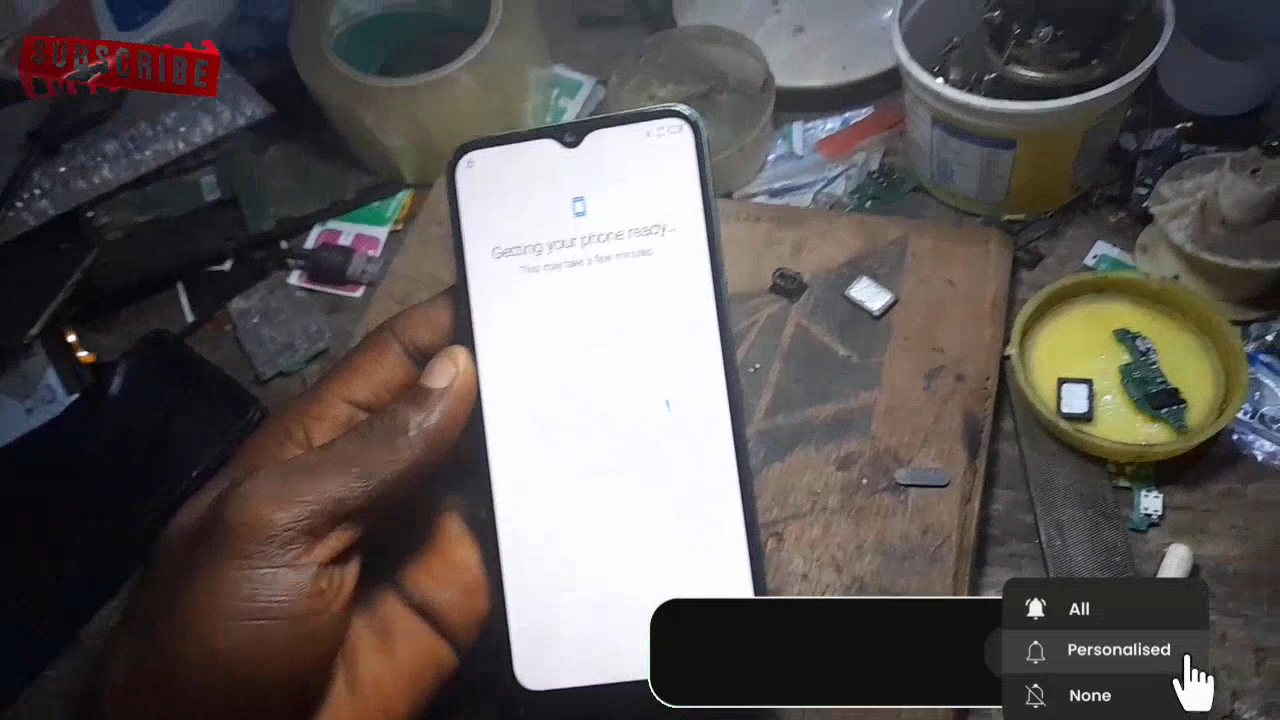 SUBSCRIBE
Getting your phone ready...
This may take a few minutes
All
Personalised
None